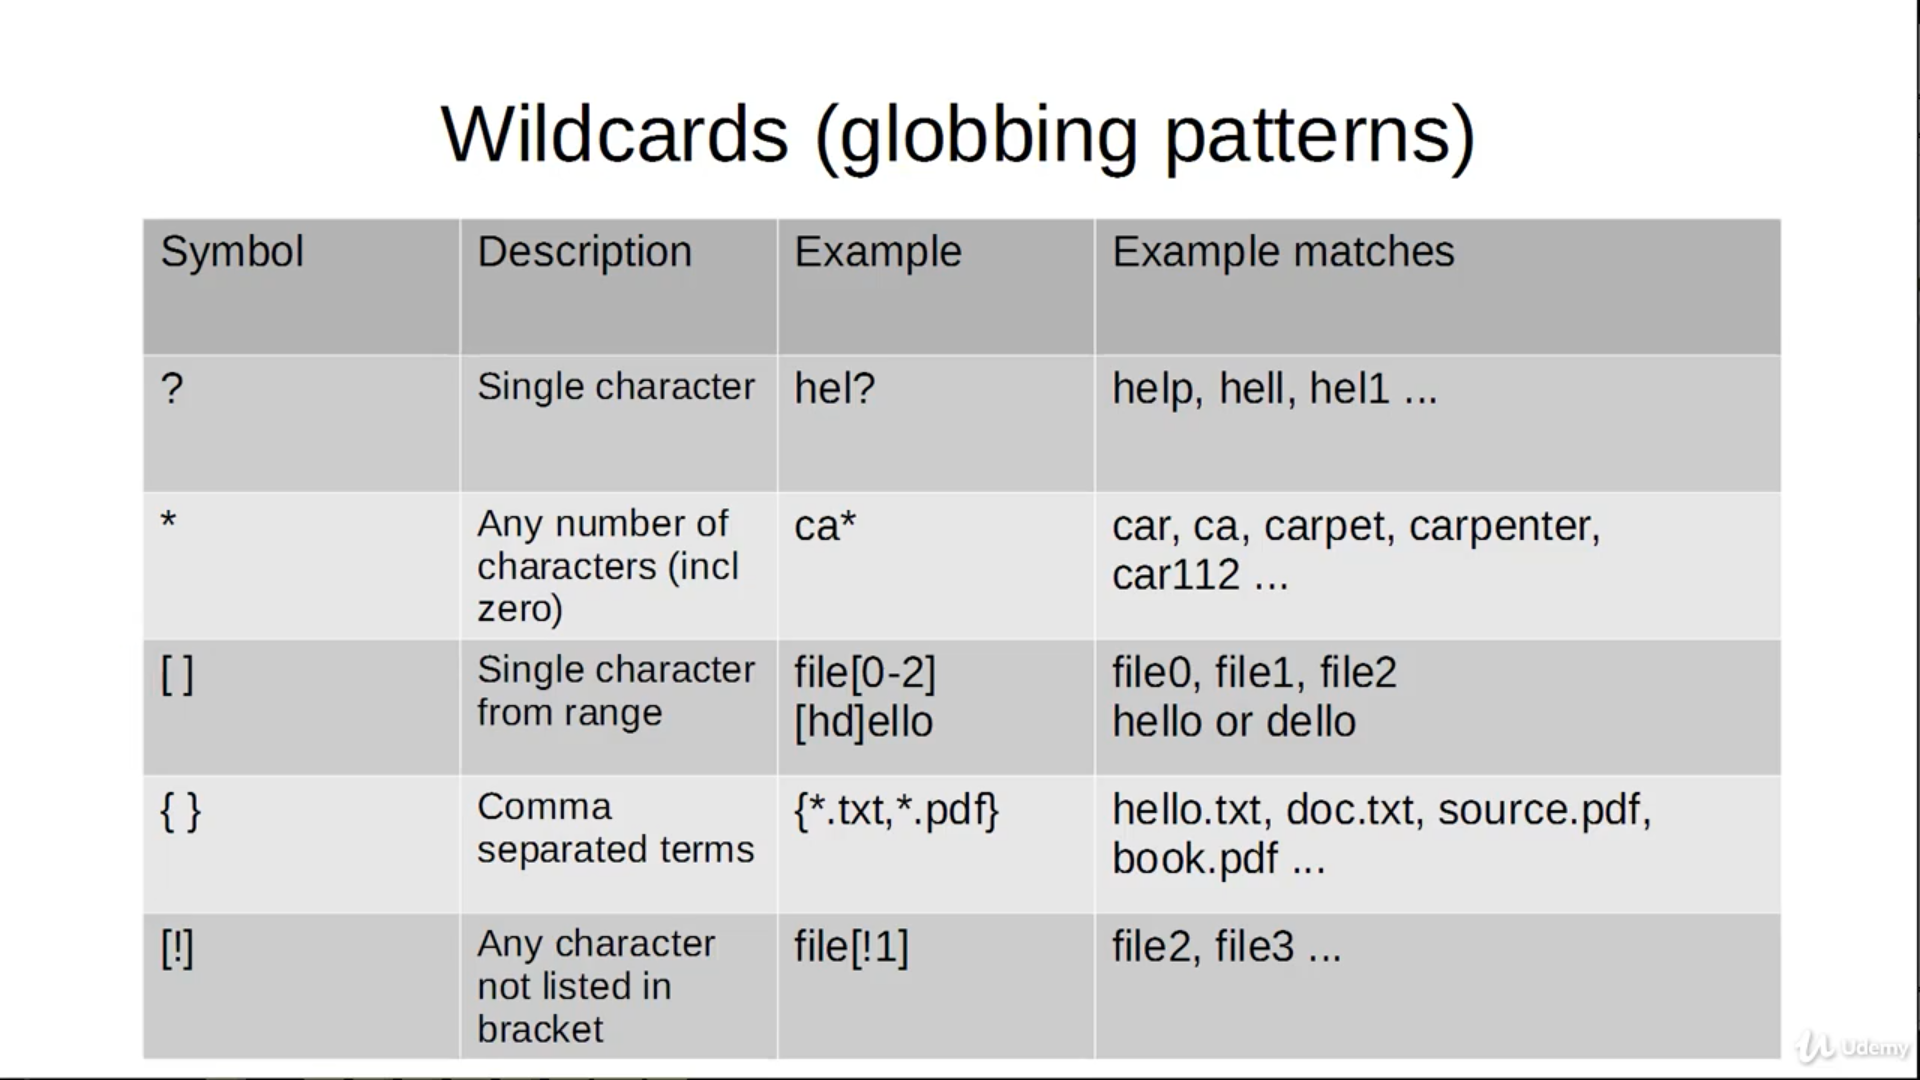 Wildcards (globbing patterns)
Symbol
Description
Example
Example matches
?
Single character
hel?
help, hell, hel1 ...
*
Any number of
characters (incl
zero)
ca*
car, ca, carpet, carpenter,
car112 ...
[ ]
Single character
from range
file[0-2]
[hd]ello
file0, file1, file2
hello or dello
{ }
Comma
separated terms
{*.txt,*.pdf}
hello.txt, doc.txt, source.pdf,
book.pdf ...
[!]
Any character
not listed in
bracket
file[!1]
file2, file3 ...
Udemy